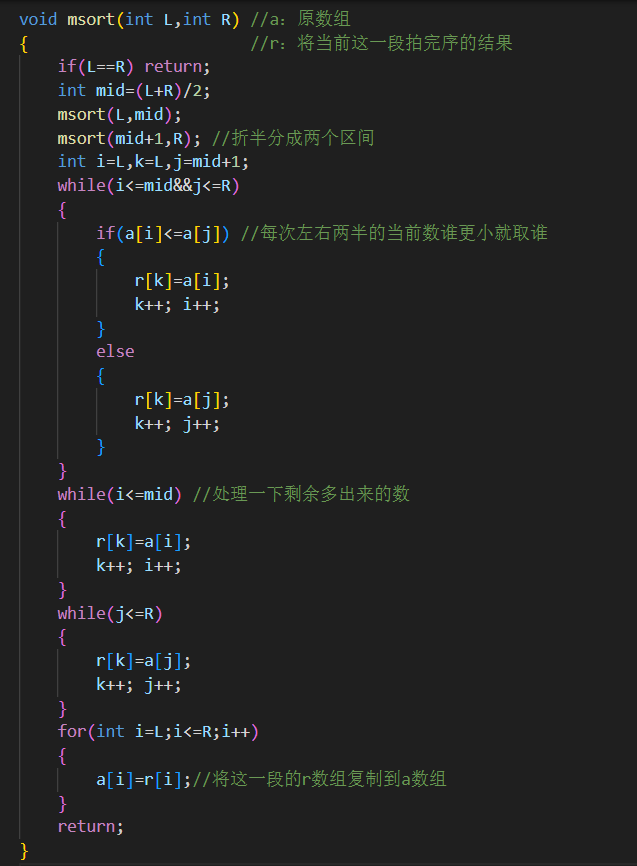 void msort(int L,int R) //a: 原数组
{                       //r: 将当前这一段拍完序的结果
    if(L==R) return;
    int mid=(L+R)/2;
    msort(L,mid);
    msort(mid+1,R); //折半分成两个区间
    int i=L,k=L,j=mid+1;
    while(i<=mid&&j<=R)
    {
        if(a[i]<=a[j]) //每次左右两半的当前数谁更小就取谁
        {
            r[k]=a[i];
            k++; i++;
        }
        else
        {
            r[k]=a[j];
            k++; j++;
        }
    }
    while(i<=mid) //处理一下剩余多出来的数
    {
        r[k]=a[i];
        k++; i++;
    }
    while(j<=R)
    {
        r[k]=a[j];
        k++; j++;
    }
    for(int i=L;i<=R;i++)
    {
        a[i]=r[i];//将这一段的r数组复制到a数组
    }
    return;
}